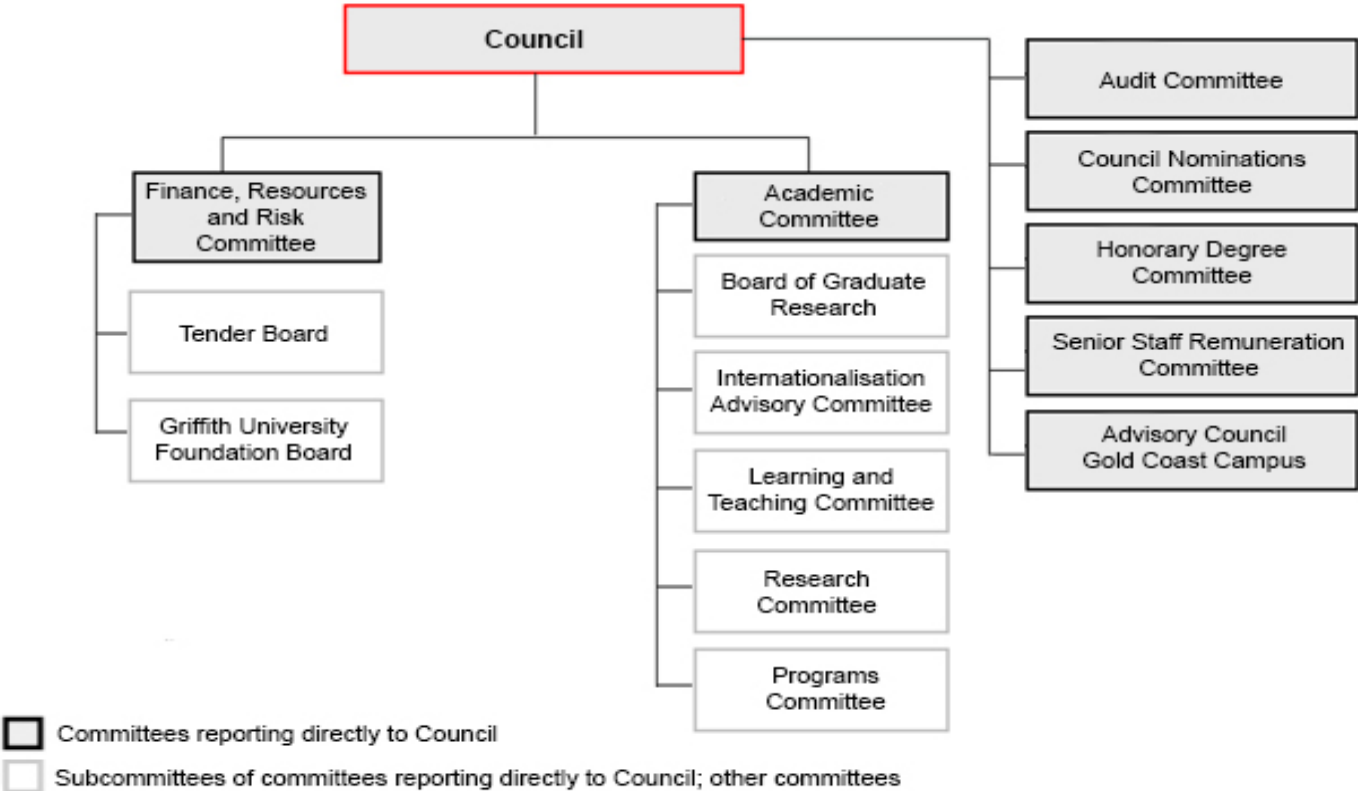 Council
Finance, Resources
and Risk
Committee
Tender Board
Griffith University
Foundation Board
Academic
Committee
Board of Graduate
Research
Internationalisation
Advisory Committee
Learning and
Teaching Committee
Research
Committee
Programs
Committee
Audit Committee
Council Nominations
Committee
Honorary Degree
Committee
Senior Staff Remuneration
Committee
Advisory Council
Gold Coast Campus
Committees reporting directly to Council
Subcommittees of committees reporting directly to Council; other committees